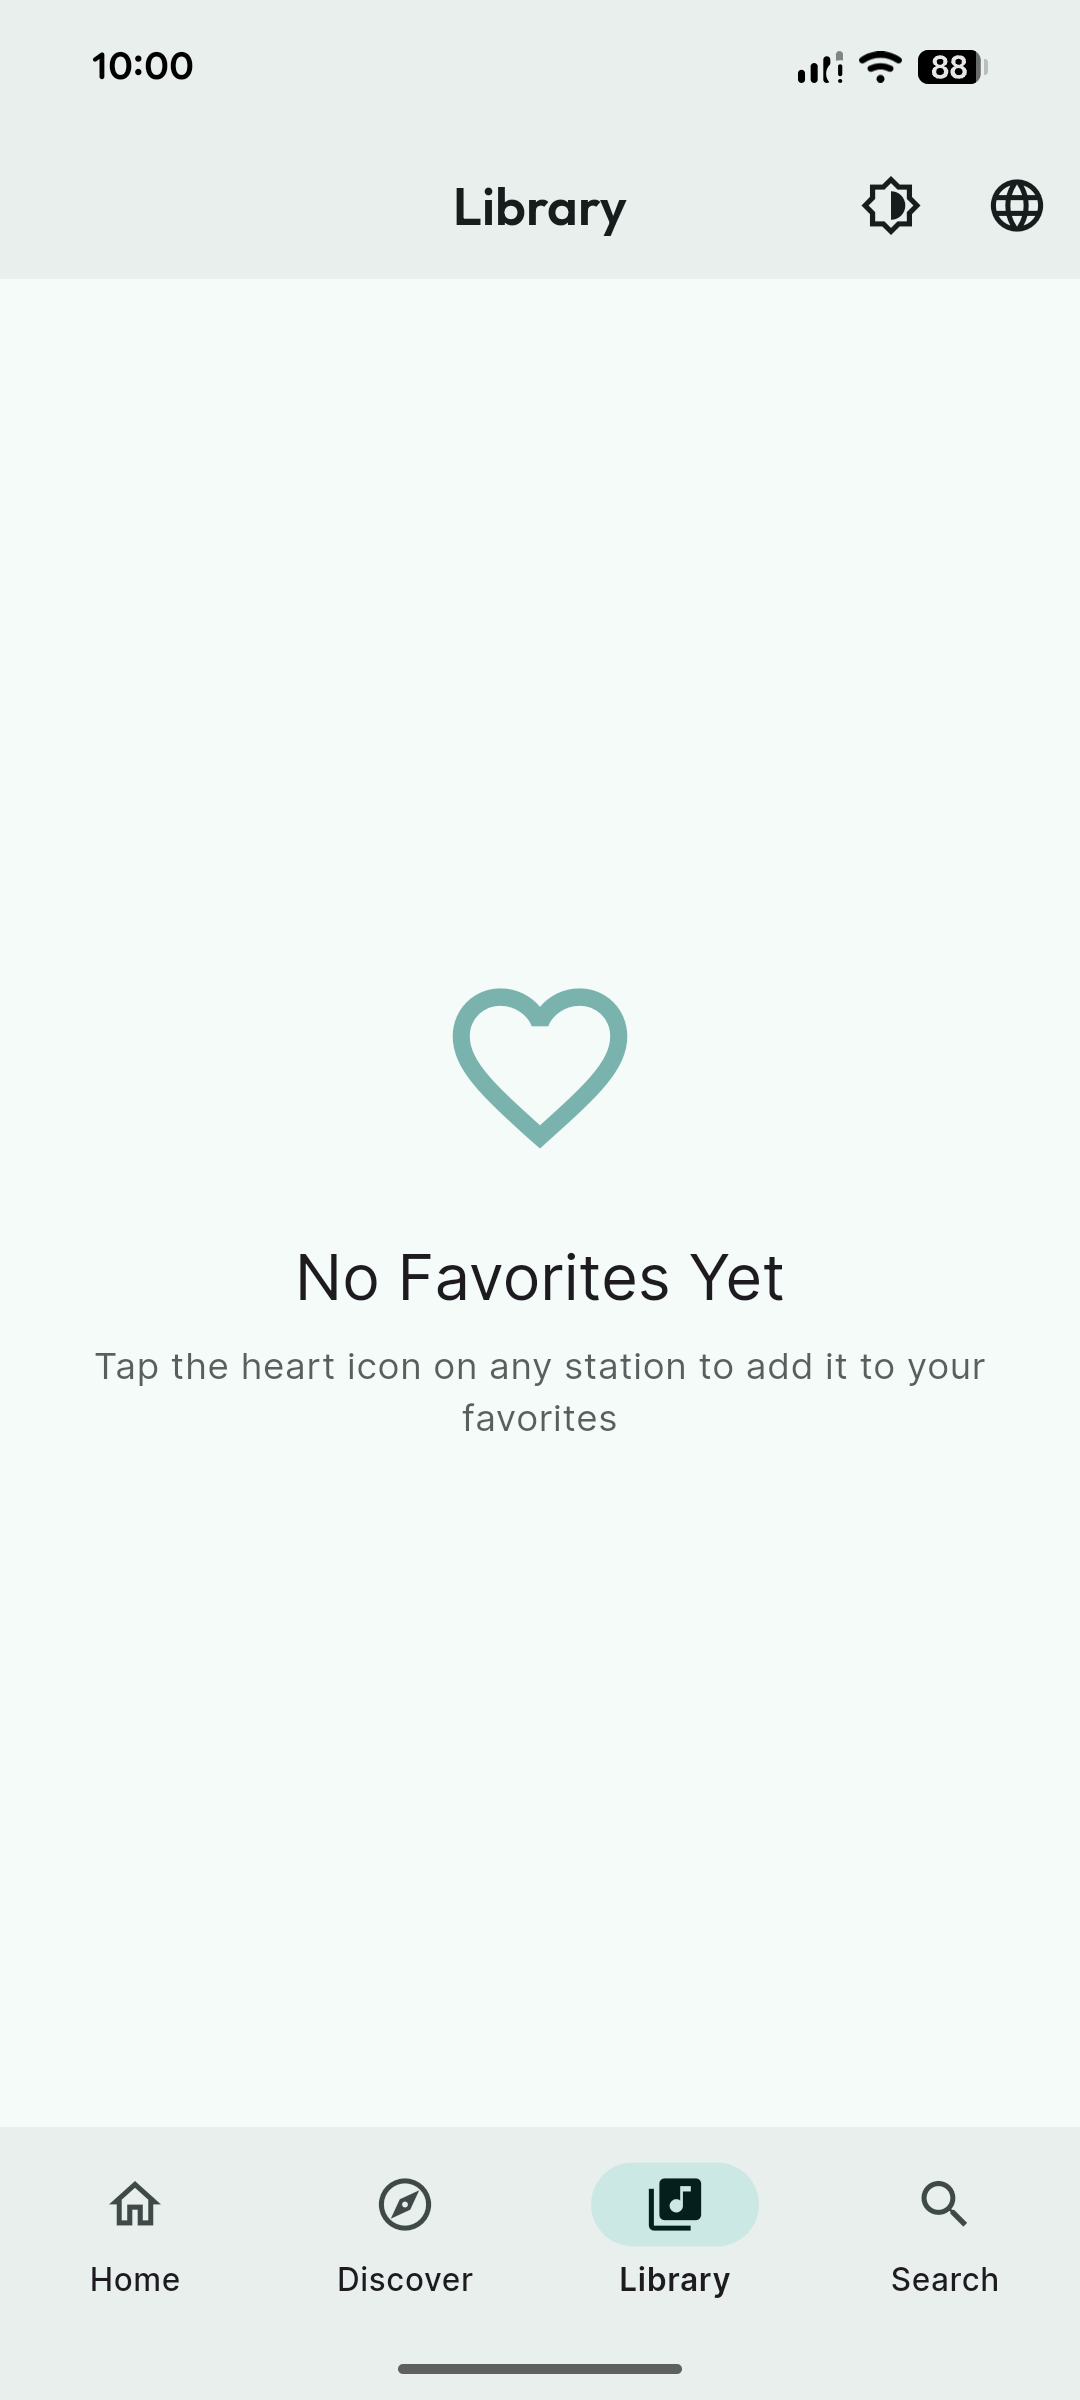 10:00
88
Library
No Favorites Yet
Tap the heart icon on any station to add it to your
favorites
Home
Discover
Library
Search